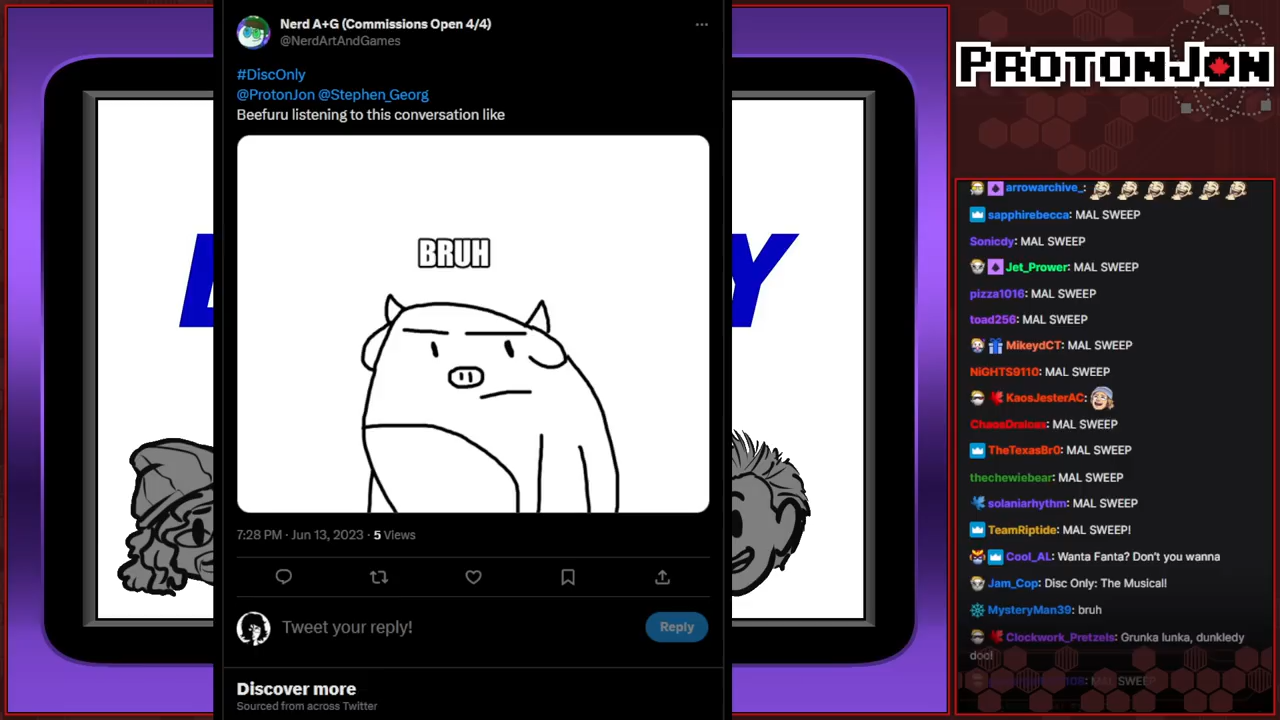 Nerd A+G (Commissions Open 4/4)
@NerdArtAndGames
#DiscOnly
@ProtonJon @Stephen_Georg
Beefuru listening to this conversation like
BRUH
7:28 PM · Jun 13, 2023 · 5 Views
Tweet your reply!
Reply
Discover more
Sourced from across Twitter
PROTONJON
arrowarchive_:
sapphirebecca: MAL SWEEP
Sonicdy: MAL SWEEP
Jet_Prower: MAL SWEEP
pizza1016: MAL SWEEP
toad256: MAL SWEEP
MikeydCT: MAL SWEEP
NiGHTS9110: MAL SWEEP
KaosJesterAC:
ChaosDraloss: MAL SWEEP
TheTexasBr0: MAL SWEEP
thechewiebear: MAL SWEEP
solaniarhythm: MAL SWEEP
TeamRiptide: MAL SWEEP!
Cool_AL: Wanta Fanta? Don't you wanna
Jam_Cop: Disc Only: The Musical!
MysteryMan39: bruh
Clockwork_Pretzels: Grunka lunka, dunkledy
doo!
MAL SWEEP